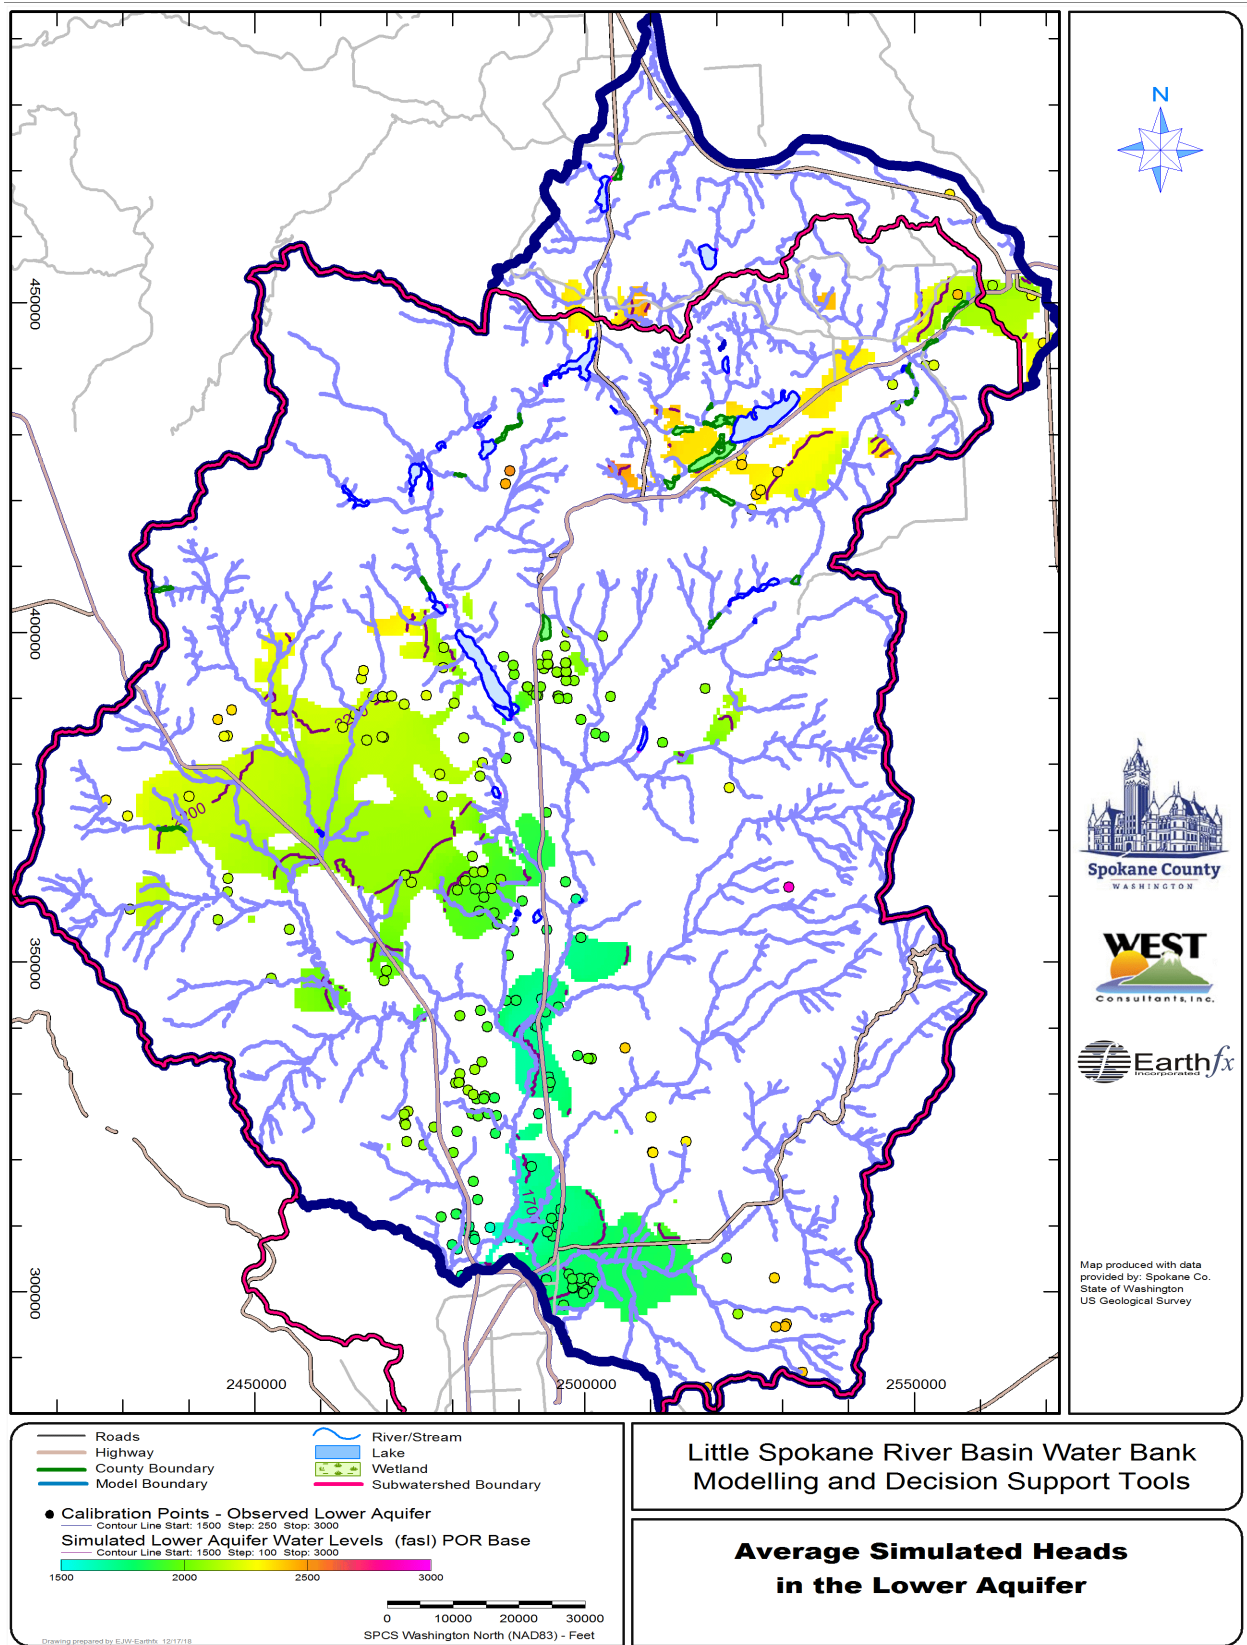 N
450000
400000
350000
300000
2450000
2500000
2550000
Spokane County
WASHINGTON
WEST
Consultants, Inc.
Earthfx
Incorporated
Map produced with data
provided by: Spokane Co.
State of Washington
US Geological Survey
Roads
Highway
County Boundary
Model Boundary
River/Stream
Lake
Wetland
Subwatershed Boundary
Calibration Points - Observed Lower Aquifer
Contour Line Start: 1500 Step: 250 Stop: 3000
Simulated Lower Aquifer Water Levels (fasl) POR Base
Contour Line Start: 1500 Step: 100 Stop: 3000
1500 2000 2500 3000
0 10000 20000 30000
SPCS Washington North (NAD83) - Feet
Drawing prepared by EJW-Earthfx 12/17/18
Little Spokane River Basin Water Bank
Modelling and Decision Support Tools
Average Simulated Heads
in the Lower Aquifer